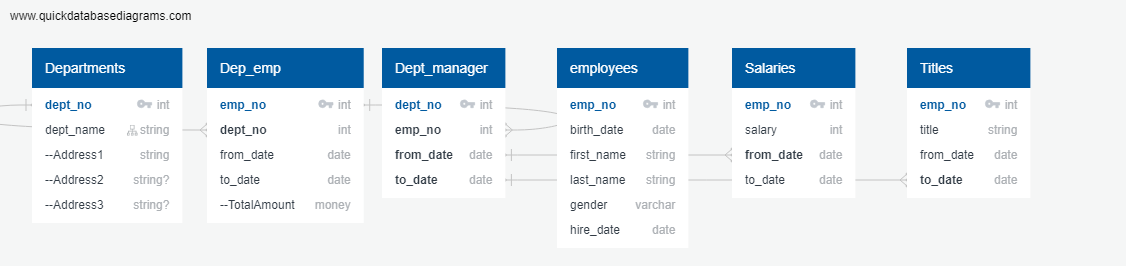 www.quickdatabasediagrams.com
Departments
dept_no int
dept_name string
--Address1 string
--Address2 string?
--Address3 string?
Dep_emp
emp_no int
dept_no int
from_date date
to_date date
--TotalAmount money
Dept_manager
dept_no int
emp_no int
from_date date
to_date date
employees
emp_no int
birth_date date
first_name string
last_name string
gender varchar
hire_date date
Salaries
emp_no int
salary int
from_date date
to_date date
Titles
emp_no int
title string
from_date date
to_date date